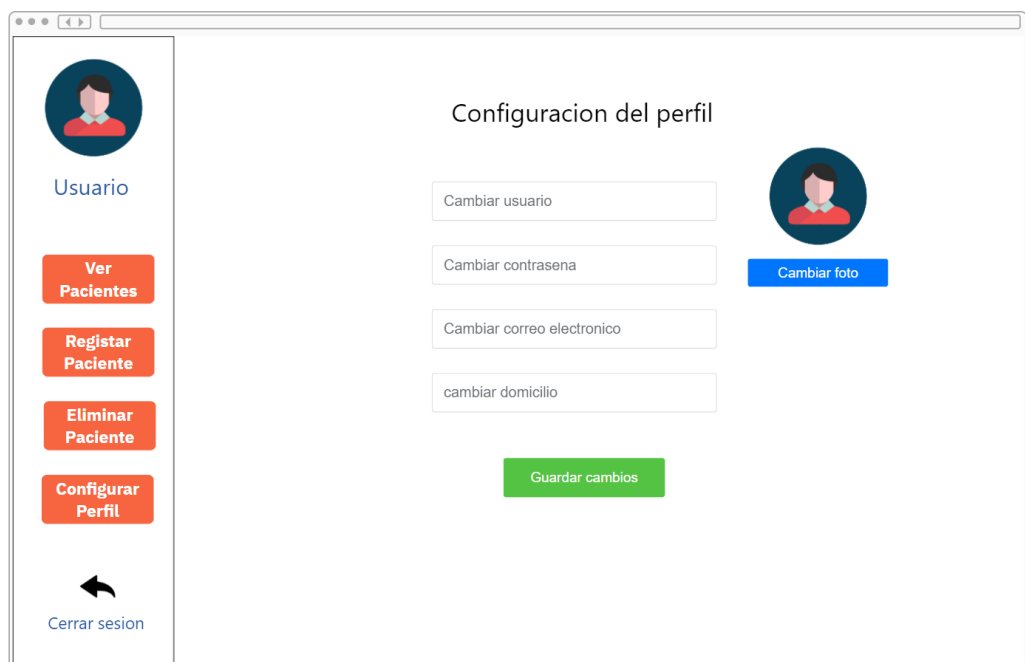 Usuario
Ver
Pacientes
Registar
Paciente
Eliminar
Paciente
Configurar
Perfil
Cerrar sesion
Configuracion del perfil
Cambiar usuario
Cambiar contrasena
Cambiar correo electronico
cambiar domicilio
Cambiar foto
Guardar cambios